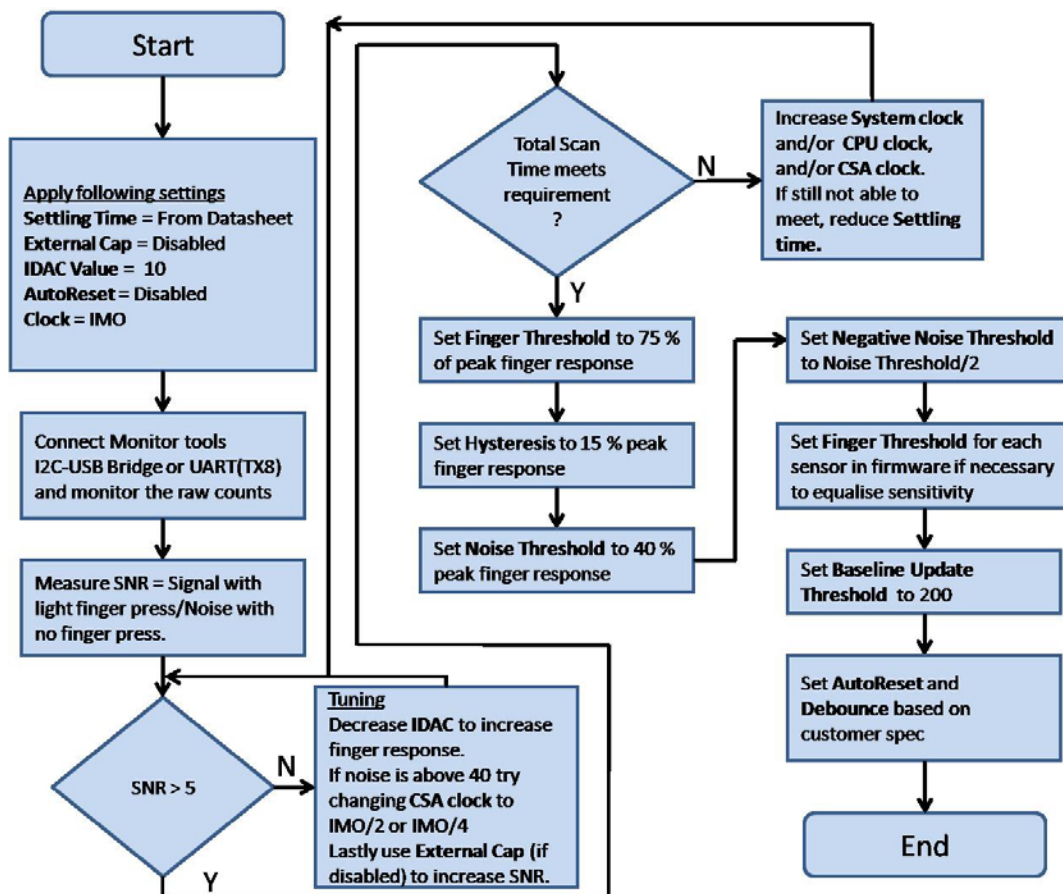 Start
Apply following settings
Settling Time = From Datasheet
External Cap = Disabled
IDAC Value = 10
AutoReset = Disabled
Clock = IMO
Connect Monitor tools
I2C-USB Bridge or UART(TX8)
and monitor the raw counts
Measure SNR = Signal with
light finger press/Noise with
no finger press.
SNR > 5
N
Y
Tuning
Decrease IDAC to increase
finger response.
If noise is above 40 try
changing CSA clock to
IMO/2 or IMO/4
Lastly use External Cap (if
disabled) to increase SNR.
Total Scan
Time meets
requirement
?
N
Y
Increase System clock
and/or CPU clock,
and/or CSA clock.
If still not able to
meet, reduce Settling
time.
Set Finger Threshold to 75 %
of peak finger response
Set Hysteresis to 15 % peak
finger response
Set Noise Threshold to 40 %
peak finger response
Set Negative Noise Threshold
to Noise Threshold/2
Set Finger Threshold for each
sensor in firmware if necessary
to equalise sensitivity
Set Baseline Update
Threshold to 200
Set AutoReset and
Debounce based on
customer spec
End